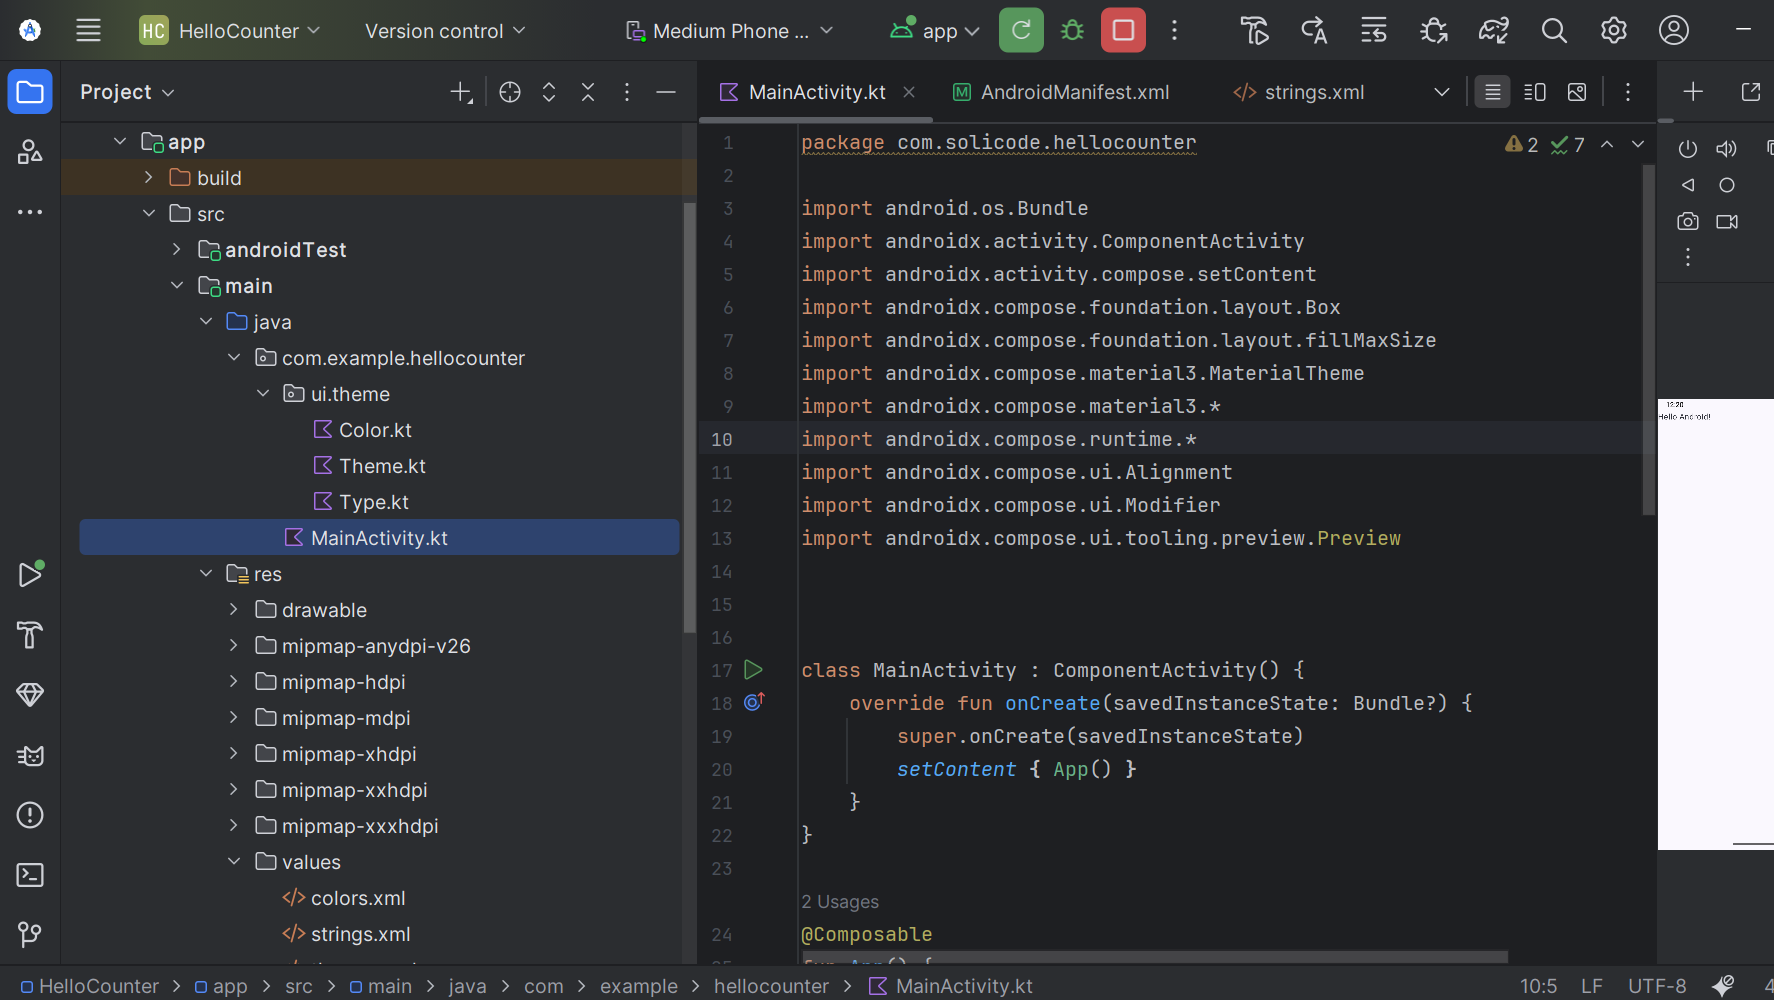 HC HelloCounter Version control Medium Phone ... app
Project
MainActivity.kt AndroidManifest.xml strings.xml
app
build
src
androidTest
main
java
com.example.hellocounter
ui.theme
Color.kt
Theme.kt
Type.kt
MainActivity.kt
res
drawable
mipmap-anydpi-v26
mipmap-hdpi
mipmap-mdpi
mipmap-xhdpi
mipmap-xxhdpi
mipmap-xxxhdpi
values
colors.xml
strings.xml
2 7
1 package com.solicode.hellocounter
2
3 import android.os.Bundle
4 import androidx.activity.ComponentActivity
5 import androidx.activity.compose.setContent
6 import androidx.compose.foundation.layout.Box
7 import androidx.compose.foundation.layout.fillMaxSize
8 import androidx.compose.material3.MaterialTheme
9 import androidx.compose.material3.*
10 import androidx.compose.runtime.*
11 import androidx.compose.ui.Alignment
12 import androidx.compose.ui.Modifier
13 import androidx.compose.ui.tooling.preview.Preview
14
15
16
17 class MainActivity : ComponentActivity() {
18 override fun onCreate(savedInstanceState: Bundle?) {
19 super.onCreate(savedInstanceState)
20 setContent { App() }
21 }
22 }
23
2 Usages
24 @Composable
fun App() {
12:20
Hello Android!
HelloCounter > app > src > main > java > com > example > hellocounter > MainActivity.kt 10:5 LF UTF-8 4